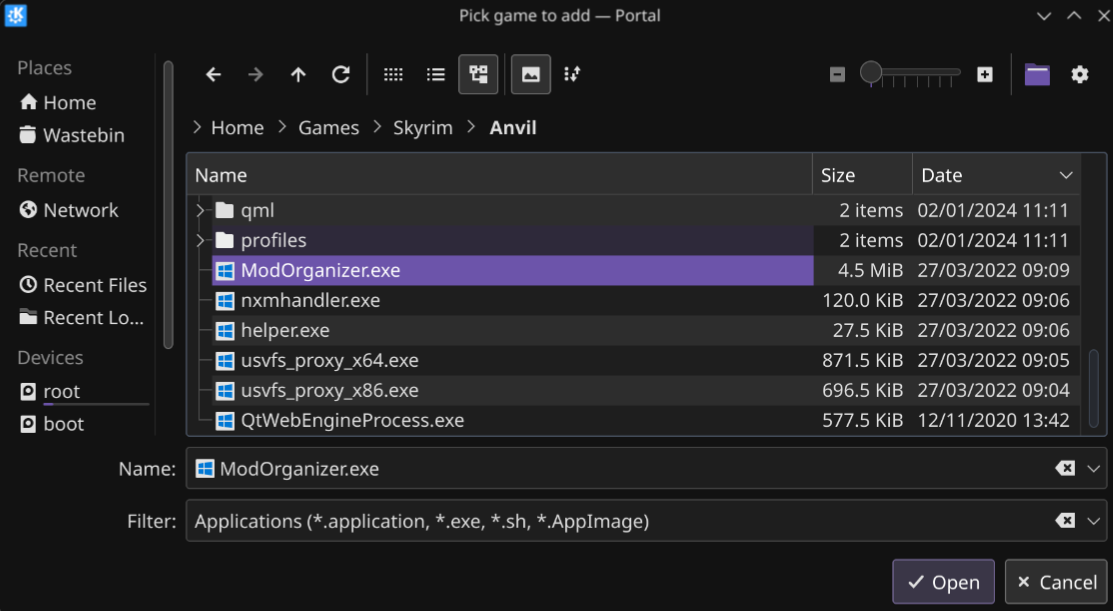 Pick game to add — Portal
Places
Home
Wastebin
Remote
Network
Recent
Recent Files
Recent Lo...
Devices
root
boot
Home Games Skyrim Anvil
Name Size Date
qml 2 items 02/01/2024 11:11
profiles 2 items 02/01/2024 11:11
ModOrganizer.exe 4.5 MiB 27/03/2022 09:09
nxmhandler.exe 120.0 KiB 27/03/2022 09:06
helper.exe 27.5 KiB 27/03/2022 09:06
usvfs_proxy_x64.exe 871.5 KiB 27/03/2022 09:05
usvfs_proxy_x86.exe 696.5 KiB 27/03/2022 09:04
QtWebEngineProcess.exe 577.5 KiB 12/11/2020 13:42
Name: ModOrganizer.exe
Filter: Applications (*.application, *.exe, *.sh, *.AppImage)
Open Cancel